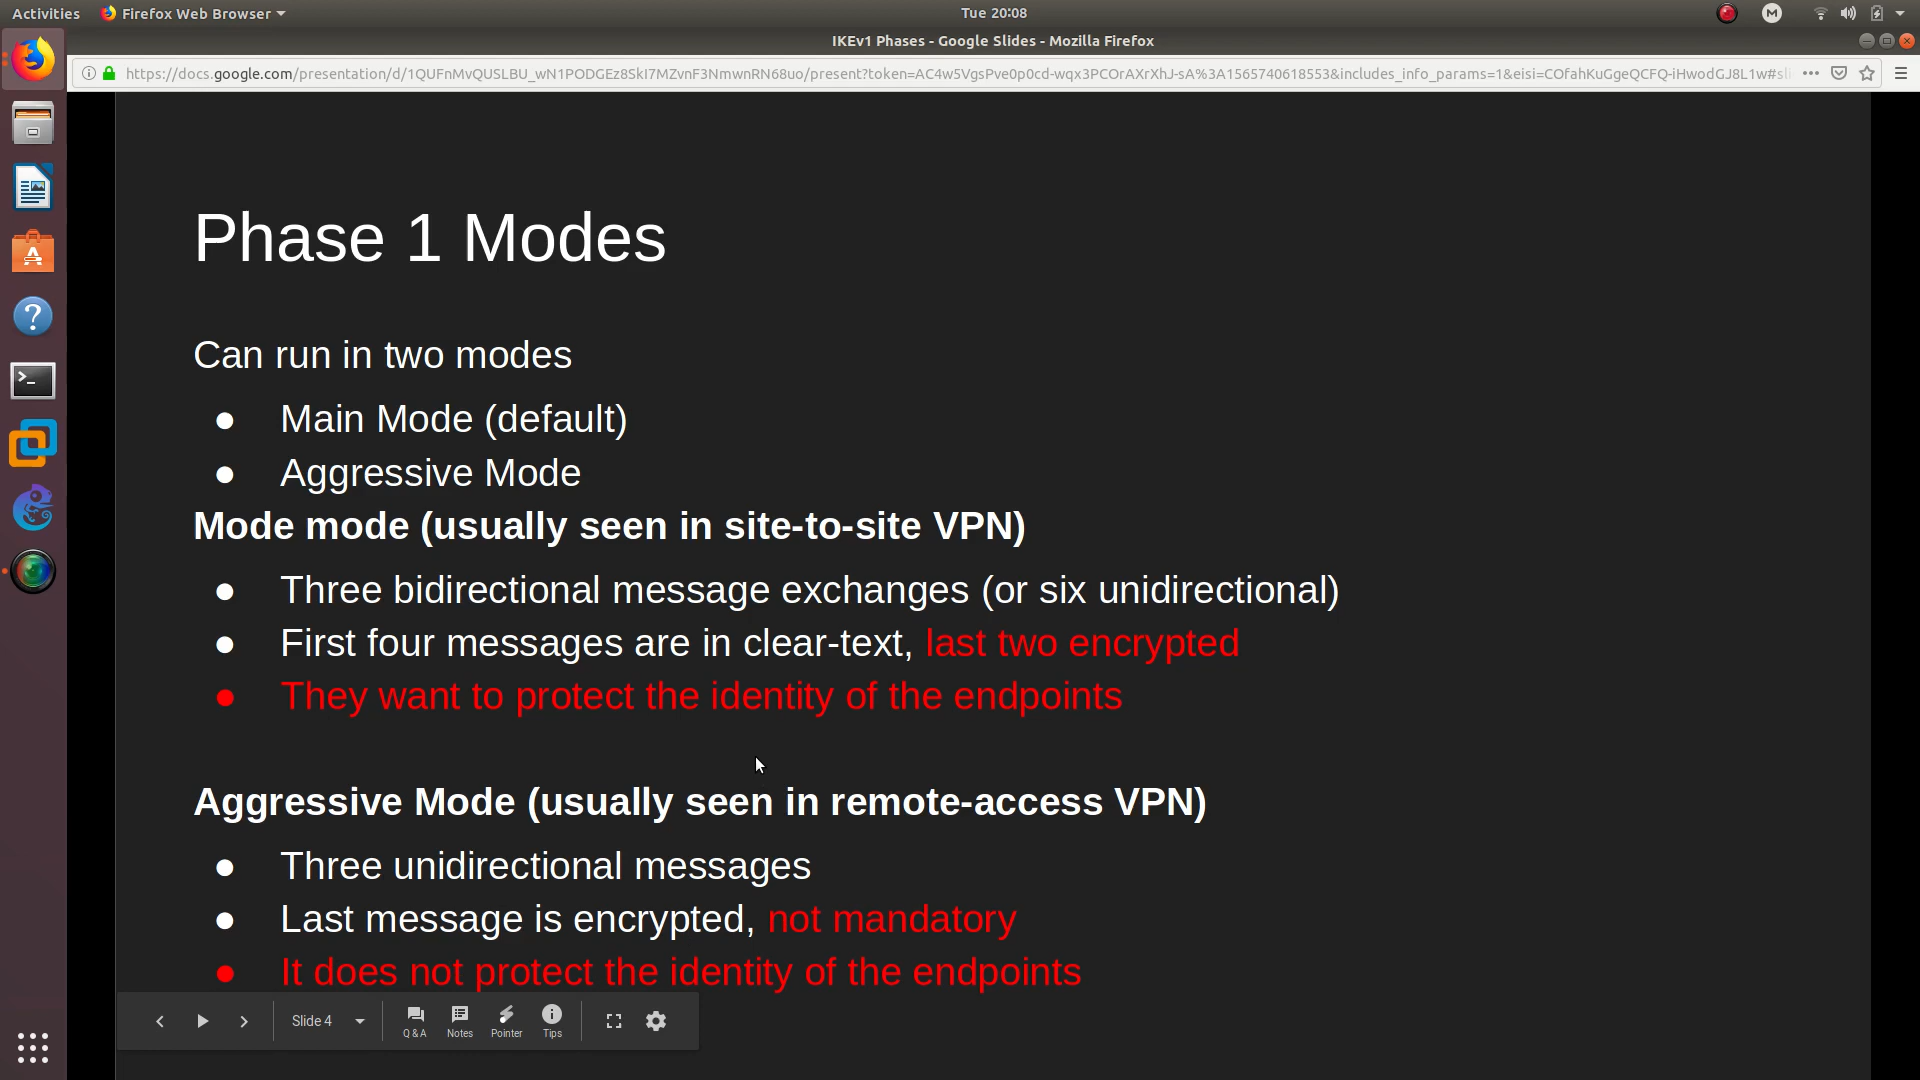 Activities
Firefox Web Browser
Tue 20:08
IKEv1 Phases - Google Slides - Mozilla Firefox
https://docs.google.com/presentation/d/1QUFnMvQUSLBU_wN1PODGEz8SkI7MZvnF3NmwnRN68uo/present?token=AC4w5VgsPve0p0cd-wqx3PCOrAXrXhJ-sA%3A1565740618553&includes_info_params=1&eisi=COfahKuGgeQCFQ-iHwodGJ8L1w#sli
Phase 1 Modes
Can run in two modes
● Main Mode (default)
● Aggressive Mode
Mode mode (usually seen in site-to-site VPN)
● Three bidirectional message exchanges (or six unidirectional)
● First four messages are in clear-text, last two encrypted
● They want to protect the identity of the endpoints
Aggressive Mode (usually seen in remote-access VPN)
● Three unidirectional messages
● Last message is encrypted, not mandatory
● It does not protect the identity of the endpoints
Slide 4
Q & A
Notes
Pointer
Tips